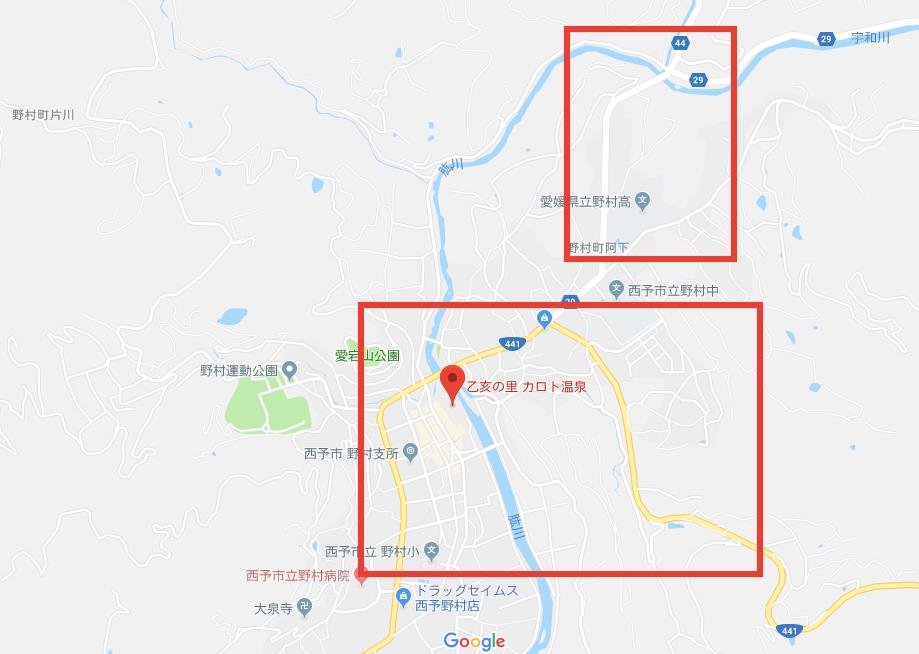 44
29
宇和川
29
野村町片川
肱川
愛媛県立野村高
野村町阿下
西予市立野村中
29
441
愛宕山公園
野村運動公園
乙亥の里 カロト温泉
西予市 野村支所
肱川
西予市立 野村小
西予市立野村病院
ドラッグセイムス
西予野村店
大泉寺
441
Google